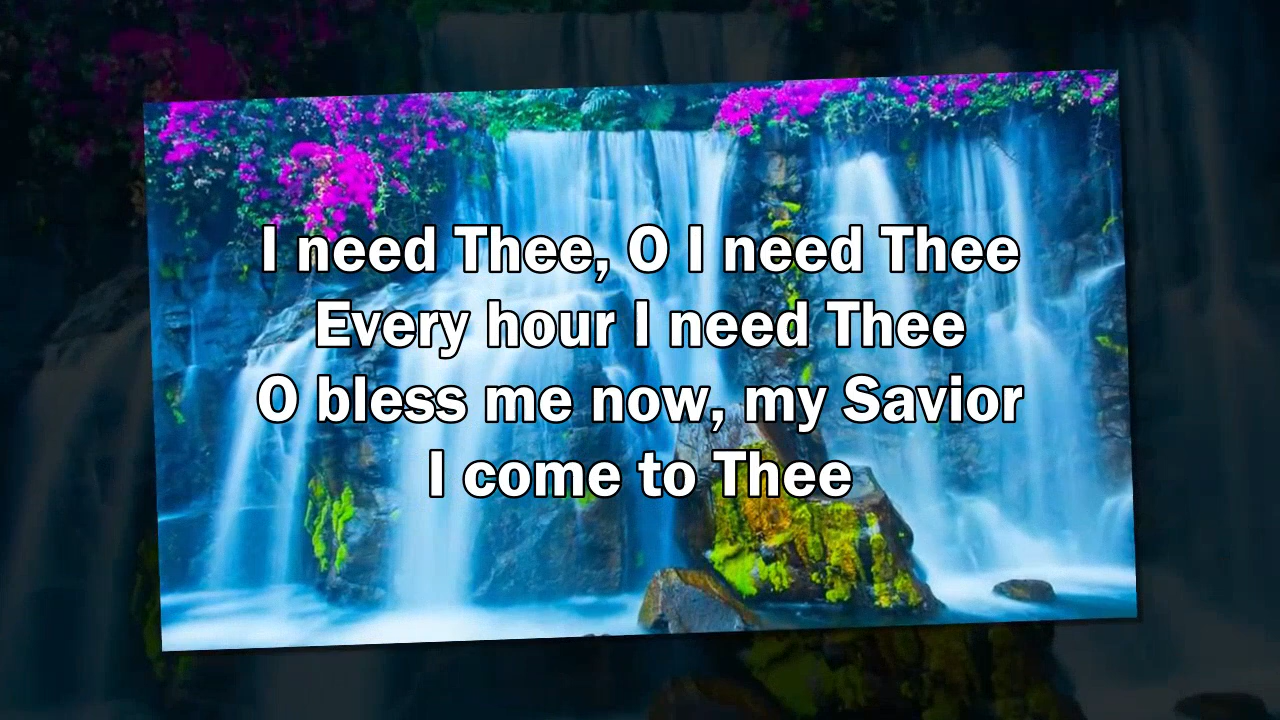 I need Thee, O I need Thee
Every hour I need Thee
O bless me now, my Savior
I come to Thee